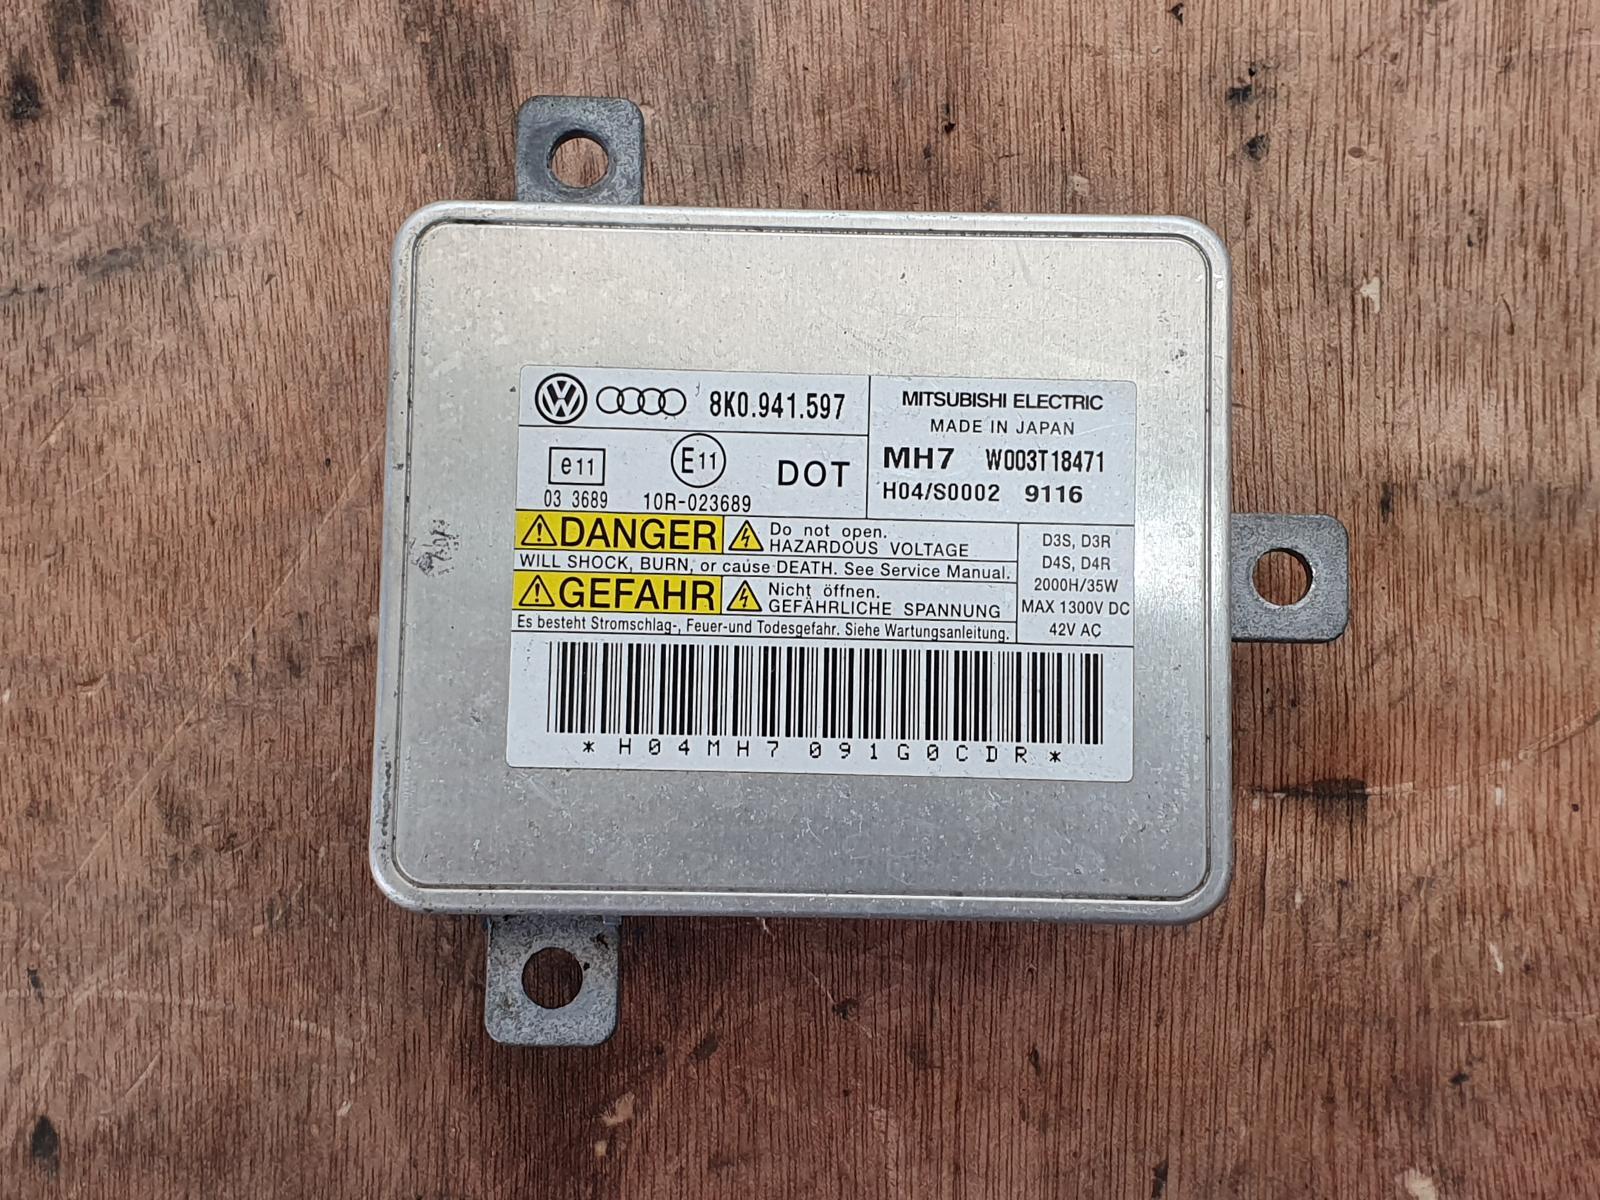 8K0.941.597
MITSUBISHI ELECTRIC
MADE IN JAPAN
MH7 W003T18471
H04/S0002 9116
e11
03 3689
E11
10R-023689
DOT
DANGER
Do not open.
HAZARDOUS VOLTAGE
WILL SHOCK, BURN, or cause DEATH. See Service Manual.
GEFAHR
Nicht öffnen.
GEFÄHRLICHE SPANNUNG
Es besteht Stromschlag-, Feuer-und Todesgefahr. Siehe Wartungsanleitung.
D3S, D3R
D4S, D4R
2000H/35W
MAX 1300V DC
42V AC
*H04MH7091G0CDR*